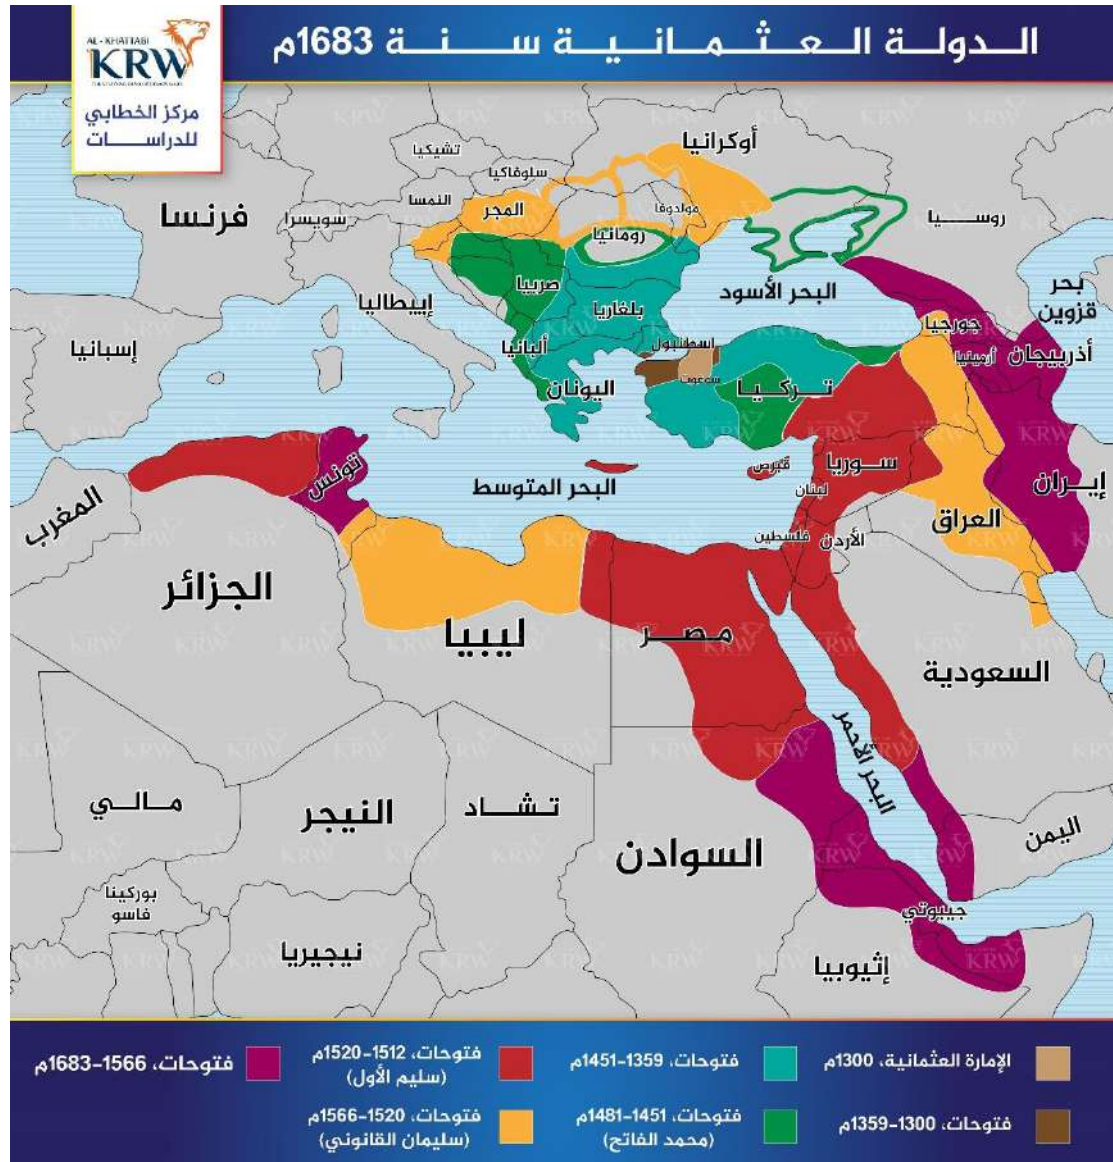 الدولة العثمانية سنة 1683م
AL - KHATTABI
KRW
مركز الخطابي
للدراسات
أوكرانيا
تشيكيا
سلوفاكيا
النمسا
المجر
مولدوفا
فرنسا
سويسرا
رومانيا
روسيا
صربيا
البحر الأسود
بحر
قزوين
إيبطاليا
بلغاريا
جورجيا
إسبانيا
ألبانيا
اسطنبول
أرمينيا
أذربيجان
اليونان
سوغوت
تركيا
تونس
البحر المتوسط
قبرص
سوريا
إيران
لبنان
المغرب
العراق
فلسطين
الأردن
الجزائر
ليبيا
مصر
السعودية
البحر الأحمر
مالي
النيجر
تشاد
السوادن
اليمن
بوركينا
فاسو
جيبوتي
نيجيريا
إثيوبيا
الإمارة العثمانية، 1300م
فتوحات، 1359-1451م
فتوحات، 1512-1520م
(سليم الأول)
فتوحات، 1566-1683م
فتوحات، 1300-1359م
فتوحات، 1451-1481م
(محمد الفاتح)
فتوحات، 1520-1566م
(سليمان القانوني)